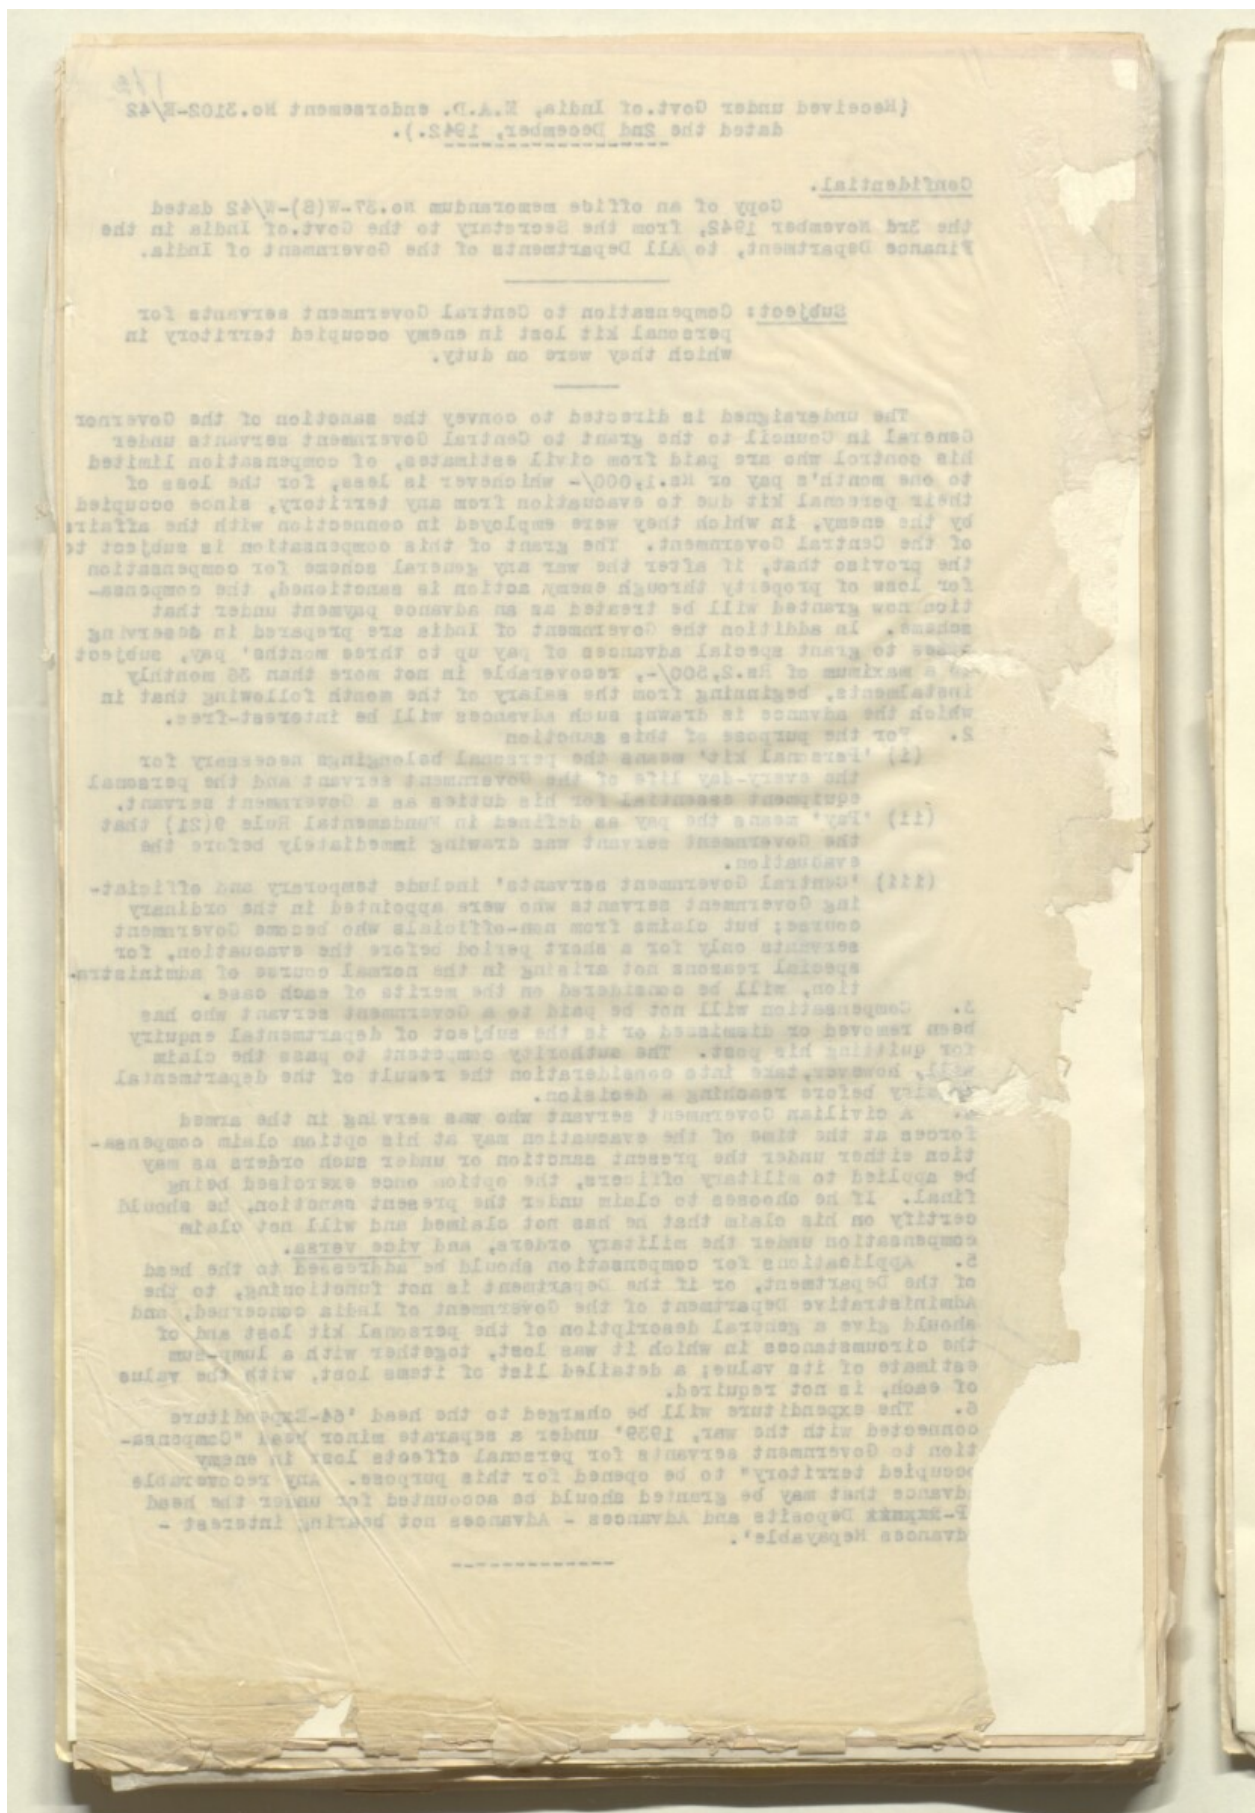 (Received under Govt.of India, E.A.D. endorsement No.3102-E/42
dated the 2nd December, 1942.).
Confidential.
Copy of an office memorandum No.37-W(8)-W/42 dated
the 3rd November 1942, from the Secretary to the Govt.of India in the
Finance Department, to All Departments of the Government of India.
Subject: Compensation to Central Government servants for
personal kit lost in enemy occupied territory in
which they were on duty.
The undersigned is directed to convey the sanction of the Governor
General in Council to the grant to Central Government servants under
his control who are paid from civil estimates, of compensation limited
to one month's pay or Rs.1,000/- whichever is less, for the loss of
their personal kit due to evacuation from any territory, since occupied
by the enemy, in which they were employed in connection with the affairs
of the Central Government. The grant of this compensation is subject to
the proviso that, if after the war any general scheme for compensation
for loss of property through enemy action is sanctioned, the compensa-
tion now granted will be treated as an advance payment under that
scheme. In addition the Government of India are prepared in deserving
cases to grant special advances of pay up to three months' pay, subject
to a maximum of Rs.2,500/-, recoverable in not more than 36 monthly
instalments, beginning from the salary of the month following that in
which the advance is drawn; such advances will be interest-free.
2. For the purpose of this sanction
(i) 'Personal kit' means the personal belongings necessary for
the every-day life of the Government servant and the personal
equipment essential for his duties as a Government servant.
(ii) 'Pay' means the pay as defined in Fundamental Rule 9(21) that
the Government servant was drawing immediately before the
evacuation.
(iii) 'Central Government servants' include temporary and officiat-
ing Government servants who were appointed in the ordinary
course; but claims from non-officials who become Government
servants only for a short period before the evacuation, for
special reasons not arising in the normal course of administra-
tion, will be considered on the merits of each case.
3. Compensation will not be paid to a Government servant who has
been removed or dismissed or is the subject of departmental enquiry
for quitting his post. The authority competent to pass the claim
will, however,take into consideration the result of the departmental
enquiry before reaching a decision.
4. A civilian Government servant who was serving in the armed
forces at the time of the evacuation may at his option claim compensa-
tion either under the present sanction or under such orders as may
be applied to military officers, the option once exercised being
final. If he chooses to claim under the present sanction, he should
certify on his claim that he has not claimed and will not claim
compensation under the military orders, and vice versa.
5. Applications for compensation should be addressed to the head
of the Department, or if the Department is not functioning, to the
Administrative Department of the Government of India concerned, and
should give a general description of the personal kit lost and of
the circumstances in which it was lost, together with a lump-sum
estimate of its value; a detailed list of items lost, with the value
of each, is not required.
6. The expenditure will be charged to the head '64-Expenditure
connected with the war, 1939' under a separate minor head "Compensa-
tion to Government servants for personal effects lost in enemy
occupied territory" to be opened for this purpose. Any recoverable
advance that may be granted should be accounted for under the head
P- Deposits and Advances - Advances not bearing interest -
Advances Repayable'.